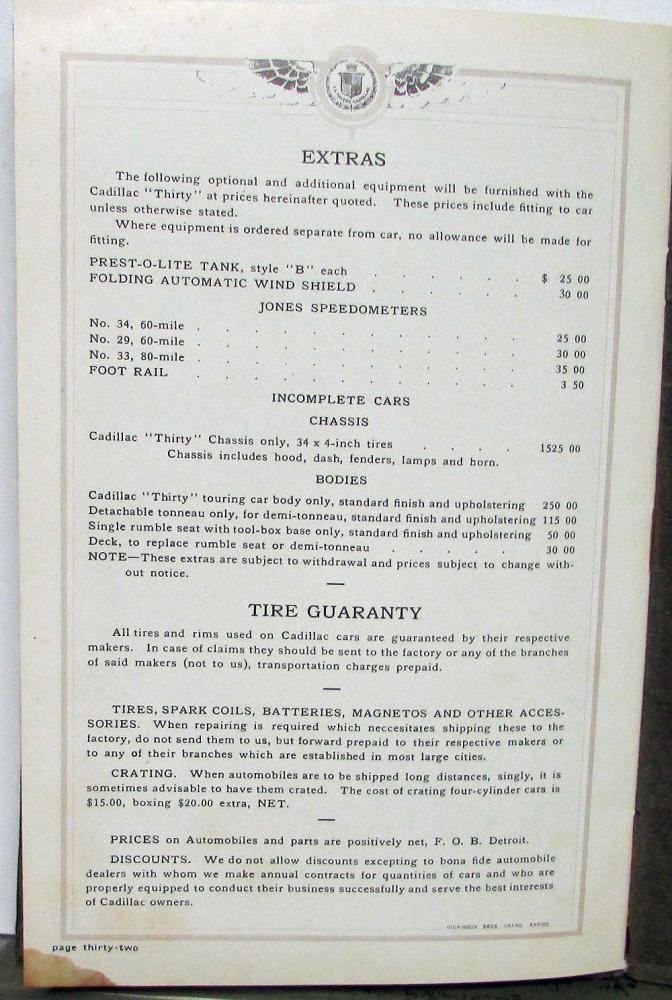 EXTRAS
The following optional and additional equipment will be furnished with the
Cadillac "Thirty" at prices hereinafter quoted. These prices include fitting to car
unless otherwise stated.
Where equipment is ordered separate from car, no allowance will be made for
fitting.
PREST-O-LITE TANK, style "B" each . . . . . . $ 25 00
FOLDING AUTOMATIC WIND SHIELD . . . . . . 30 00
JONES SPEEDOMETERS
No. 34, 60-mile . . . . . . . . . . . 25 00
No. 29, 60-mile . . . . . . . . . . . 30 00
No. 33, 80-mile . . . . . . . . . . . 35 00
FOOT RAIL . . . . . . . . . . . 3 50
INCOMPLETE CARS
CHASSIS
Cadillac "Thirty" Chassis only, 34 x 4-inch tires . . . . 1525 00
Chassis includes hood, dash, fenders, lamps and horn.
BODIES
Cadillac "Thirty" touring car body only, standard finish and upholstering 250 00
Detachable tonneau only, for demi-tonneau, standard finish and upholstering 115 00
Single rumble seat with tool-box base only, standard finish and upholstering 50 00
Deck, to replace rumble seat or demi-tonneau . . . . . 30 00
NOTE—These extras are subject to withdrawal and prices subject to change with-
out notice.
TIRE GUARANTY
All tires and rims used on Cadillac cars are guaranteed by their respective
makers. In case of claims they should be sent to the factory or any of the branches
of said makers (not to us), transportation charges prepaid.
TIRES, SPARK COILS, BATTERIES, MAGNETOS AND OTHER ACCES-
SORIES. When repairing is required which neccesitates shipping these to the
factory, do not send them to us, but forward prepaid to their respective makers or
to any of their branches which are established in most large cities.
CRATING. When automobiles are to be shipped long distances, singly, it is
sometimes advisable to have them crated. The cost of crating four-cylinder cars is
$15.00, boxing $20.00 extra, NET.
PRICES on Automobiles and parts are positively net, F. O. B. Detroit.
DISCOUNTS. We do not allow discounts excepting to bona fide automobile
dealers with whom we make annual contracts for quantities of cars and who are
properly equipped to conduct their business successfully and serve the best interests
of Cadillac owners.
DICKINSON BROS GRAND RAPIDS
page thirty-two